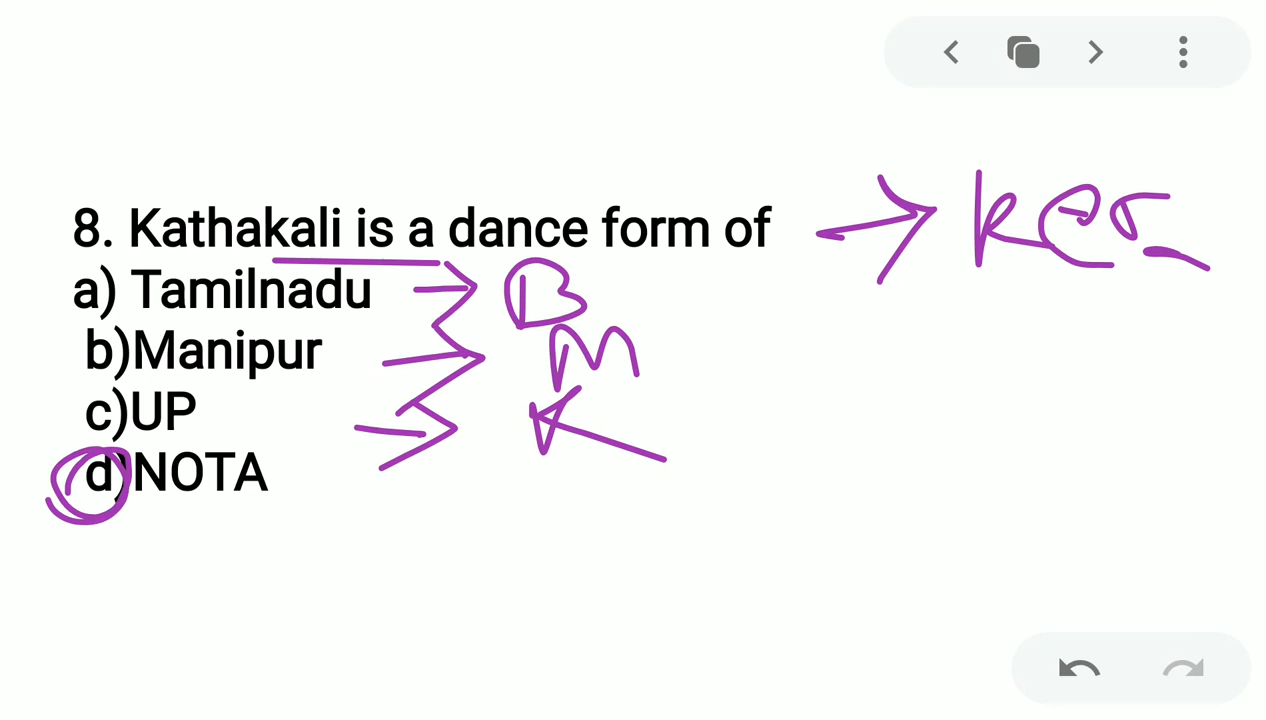 8. Kathakali is a dance form of → Ker
a) Tamilnadu → B
b)Manipur → M
c)UP → K
d)NOTA